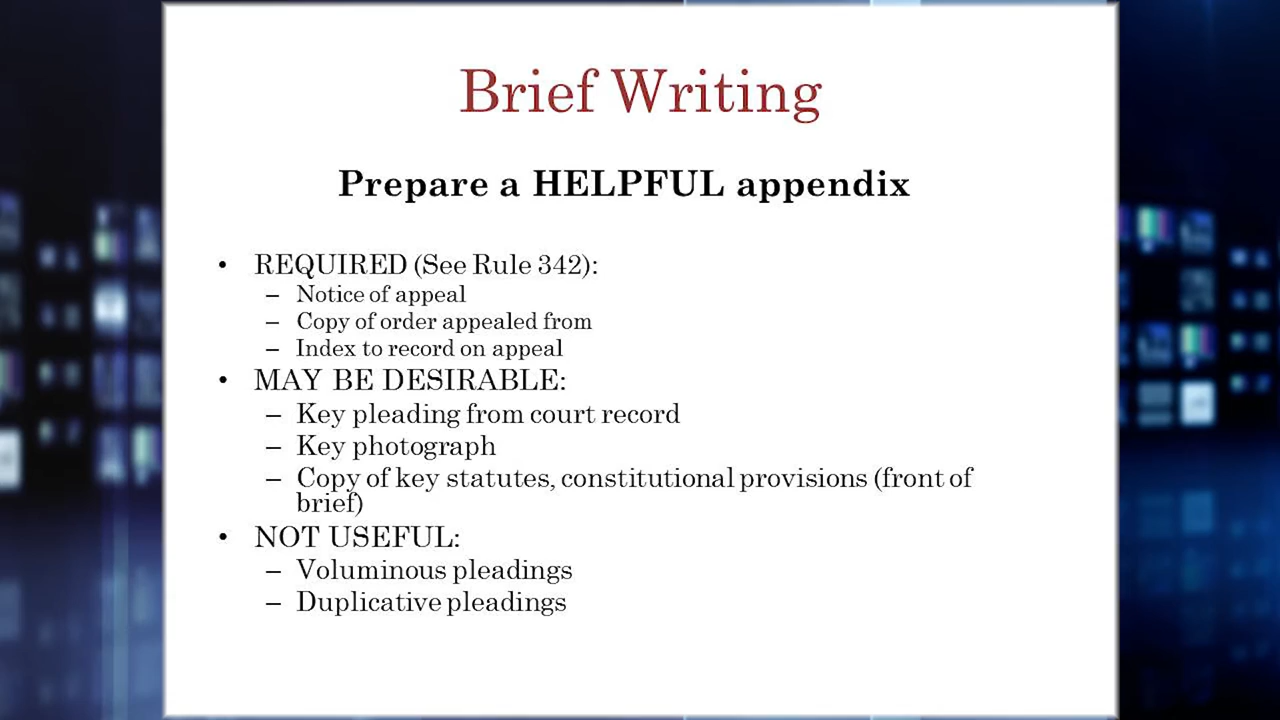 Brief Writing
Prepare a HELPFUL appendix
• REQUIRED (See Rule 342):
– Notice of appeal
– Copy of order appealed from
– Index to record on appeal
• MAY BE DESIRABLE:
– Key pleading from court record
– Key photograph
– Copy of key statutes, constitutional provisions (front of
brief)
• NOT USEFUL:
– Voluminous pleadings
– Duplicative pleadings